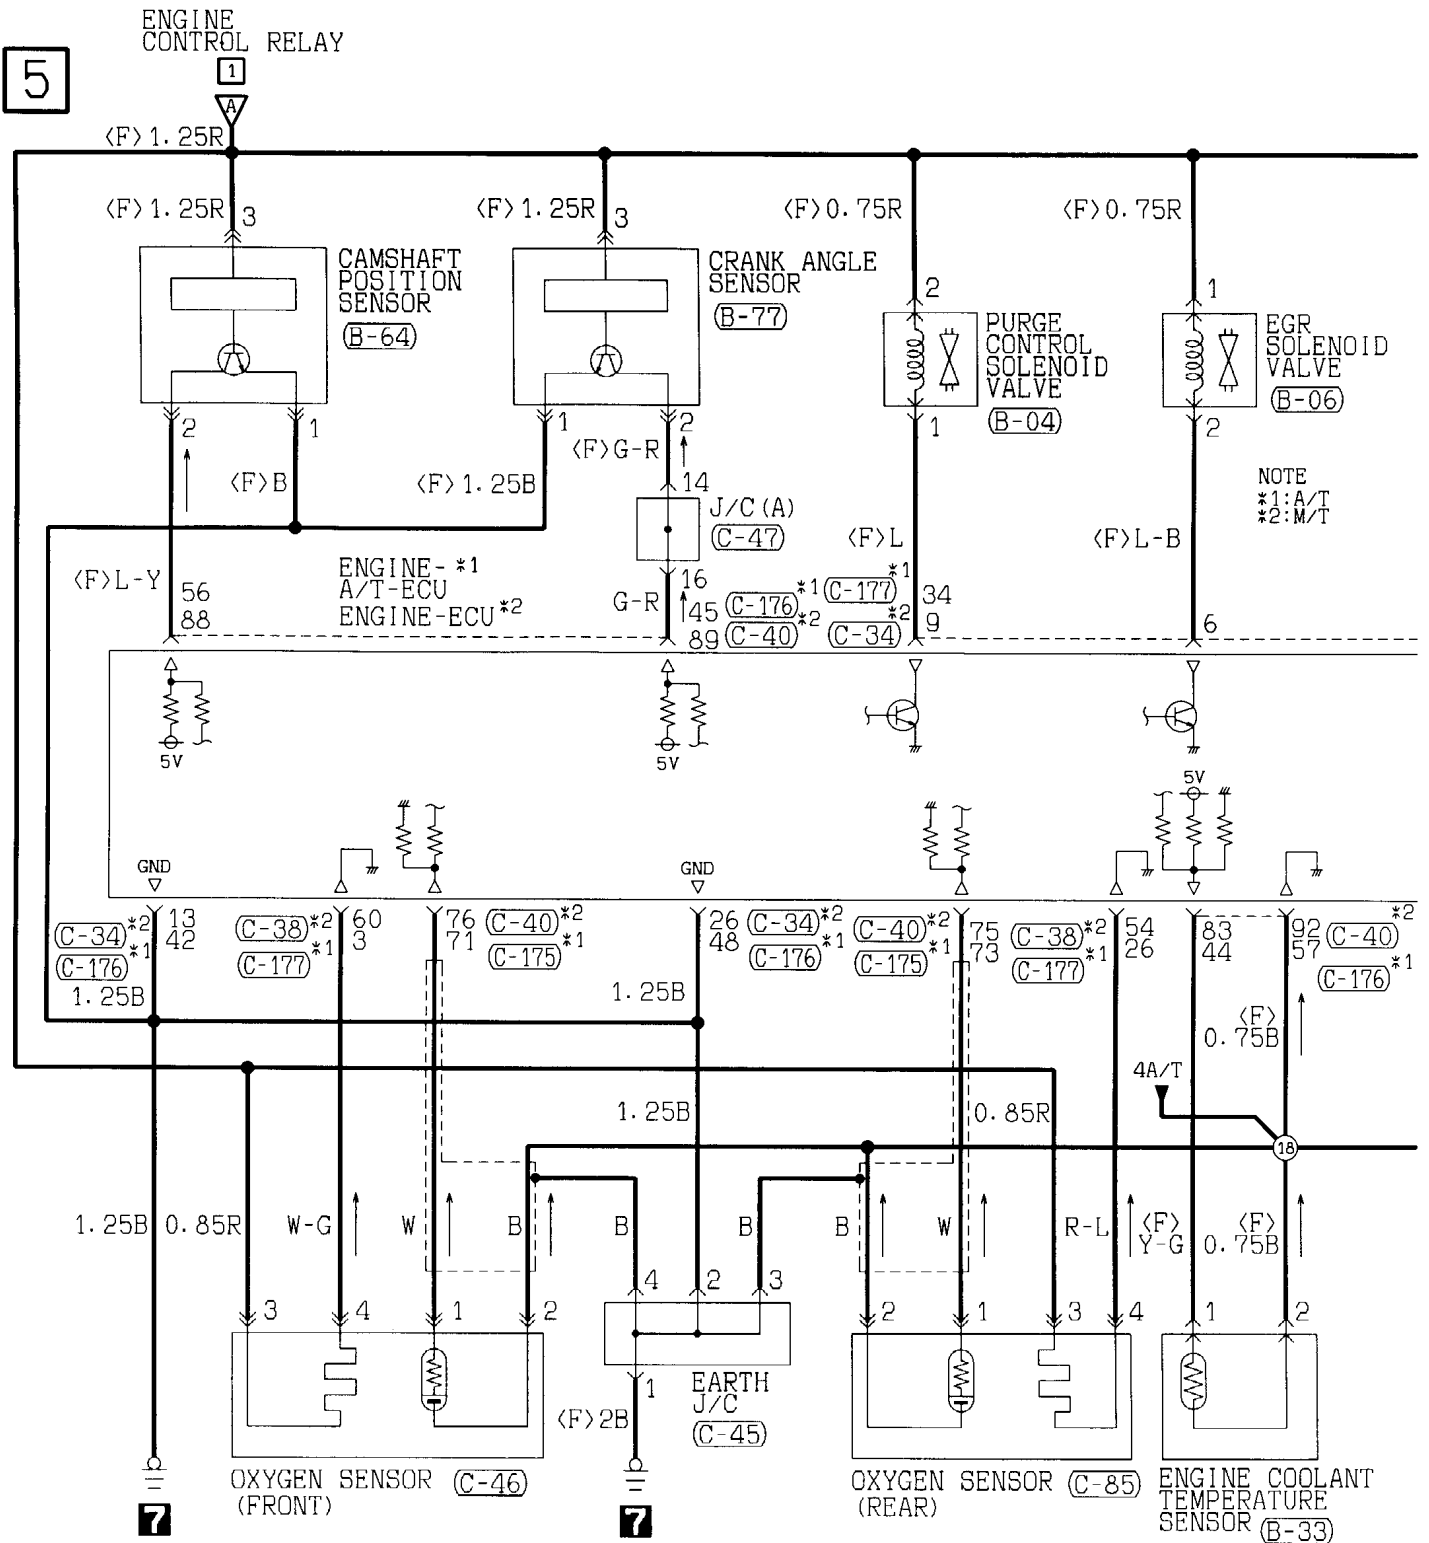 ENGINE
CONTROL RELAY
5
1
A
<F>1.25R
<F>1.25R
3
<F>1.25R
3
<F>0.75R
<F>0.75R
CAMSHAFT
POSITION
SENSOR
(B-64)
CRANK ANGLE
SENSOR
(B-77)
2
PURGE
CONTROL
SOLENOID
VALVE
(B-04)
1
EGR
SOLENOID
VALVE
(B-06)
2
1
1
2
1
2
<F>B
<F>1.25B
<F>G-R
14
J/C(A)
(C-47)
<F>L
<F>L-B
NOTE
*1:A/T
*2:M/T
<F>L-Y
56
88
ENGINE-*1
A/T-ECU
ENGINE-ECU*2
G-R
16
45
89
(C-176)*1
(C-40)*2
(C-177)*1
(C-34)*2
34
9
6
5V
5V
5V
GND
GND
(C-34)*2
(C-176)*1
13
42
(C-38)*2
(C-177)*1
60
3
76
71
(C-40)*2
(C-175)*1
26
48
(C-34)*2
(C-176)*1
(C-40)*2
(C-175)*1
75
73
(C-38)*2
(C-177)*1
54
26
83
44
92
57
(C-40)*2
(C-176)*1
1.25B
1.25B
<F>
0.75B
4A/T
1.25B
0.85R
18
1.25B
0.85R
W-G
W
B
B
B
B
W
R-L
<F>
Y-G
<F>
0.75B
3
4
1
2
4
2
3
2
1
3
4
1
2
1
<F>2B
EARTH
J/C
(C-45)
OXYGEN SENSOR (C-46)
(FRONT)
OXYGEN SENSOR (C-85)
(REAR)
ENGINE COOLANT
TEMPERATURE
SENSOR (B-33)
7
7